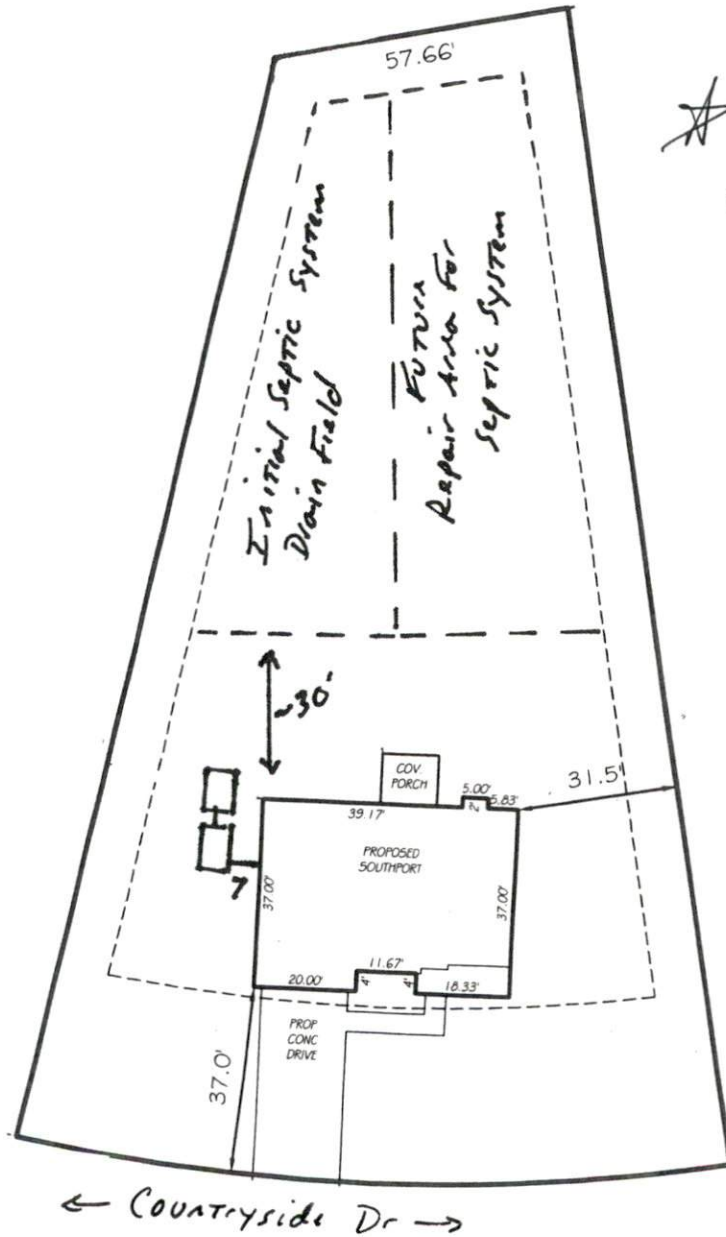 57.66'
Initial Septic System
Drain Field
Future
Repair Area For
Septic System
~30'
COV.
PORCH
5.00'
2'
5.83'
31.5'
39.17'
PROPOSED
SOUTHPORT
7
37.00'
37.00'
11.67'
20.00'
4'
4'
18.33'
PROP
CONC
DRIVE
37.0'
← Countryside Dr →